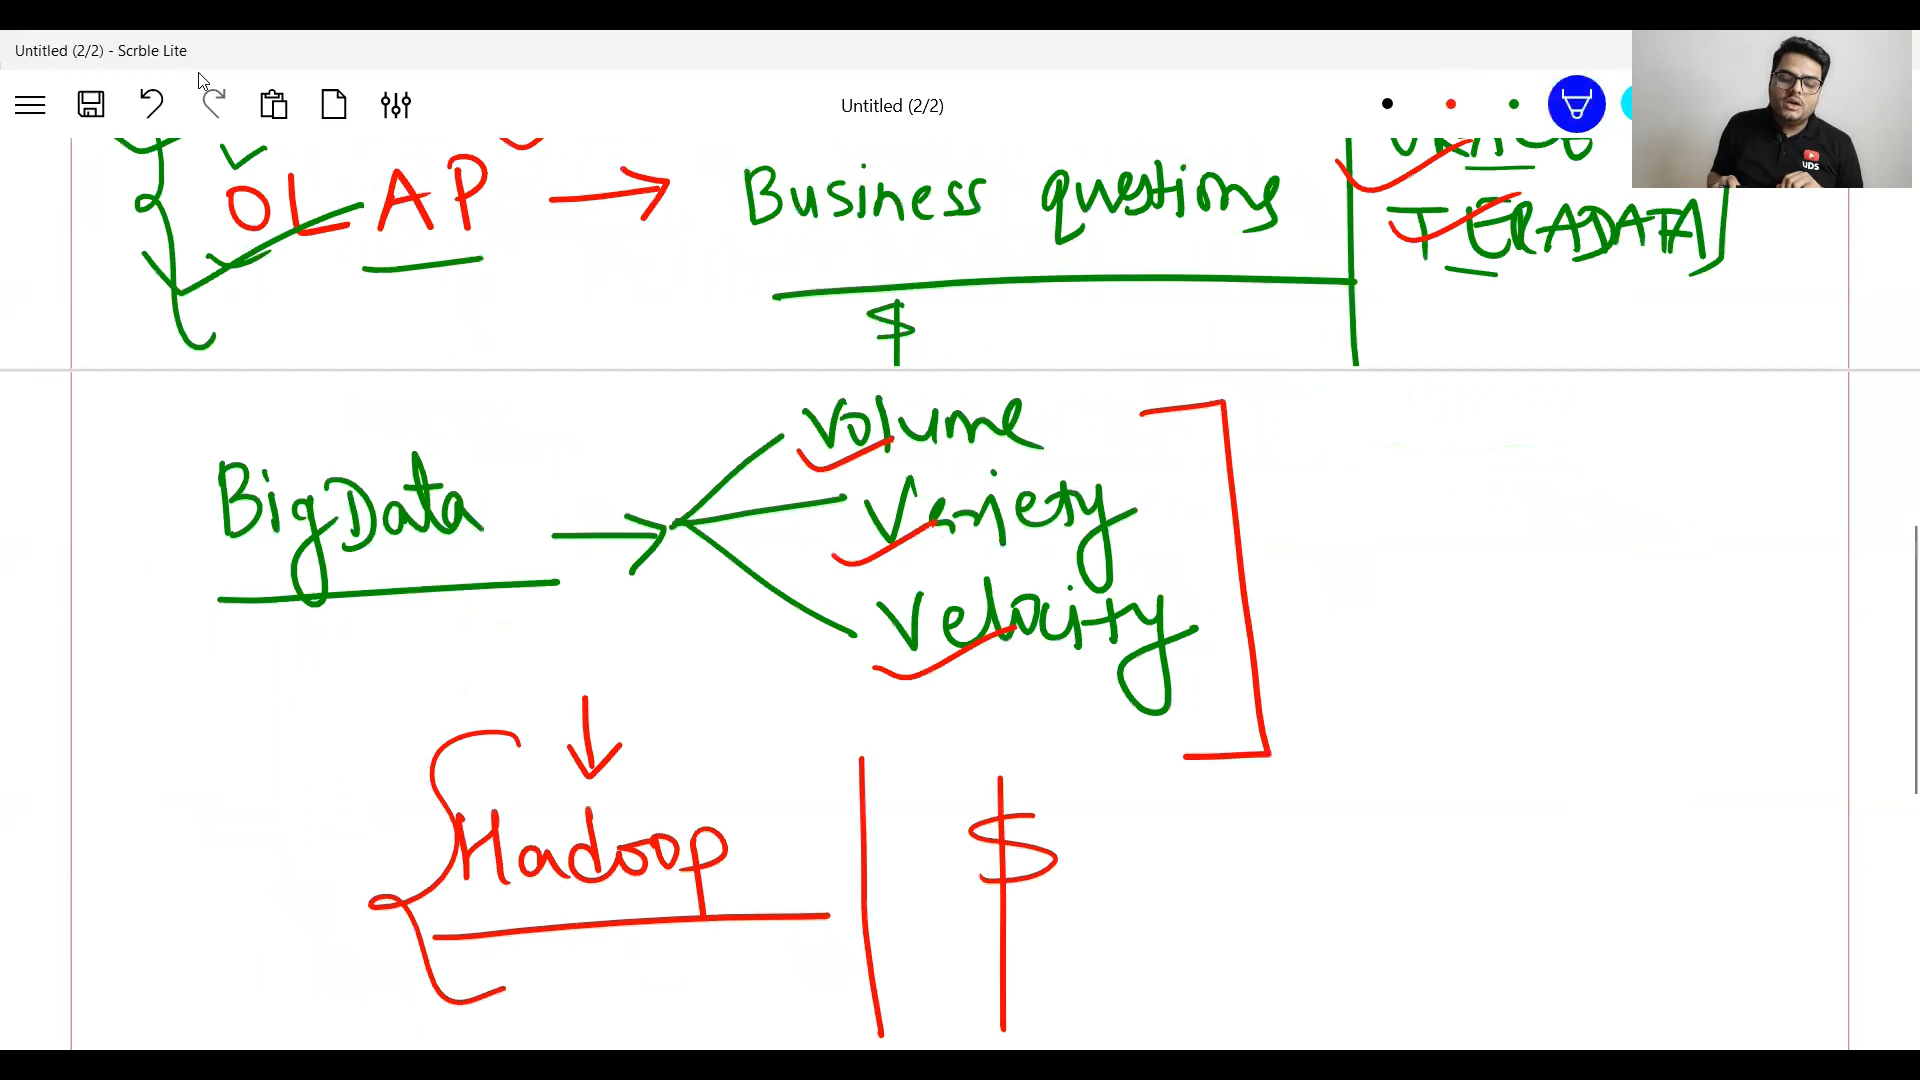 Untitled (2/2) - Scrble Lite
Untitled (2/2)
UDS
OLAP → Business questions
TERADATA]
$
Big Data →
Volume
Variety
Velocity
Hadoop
$